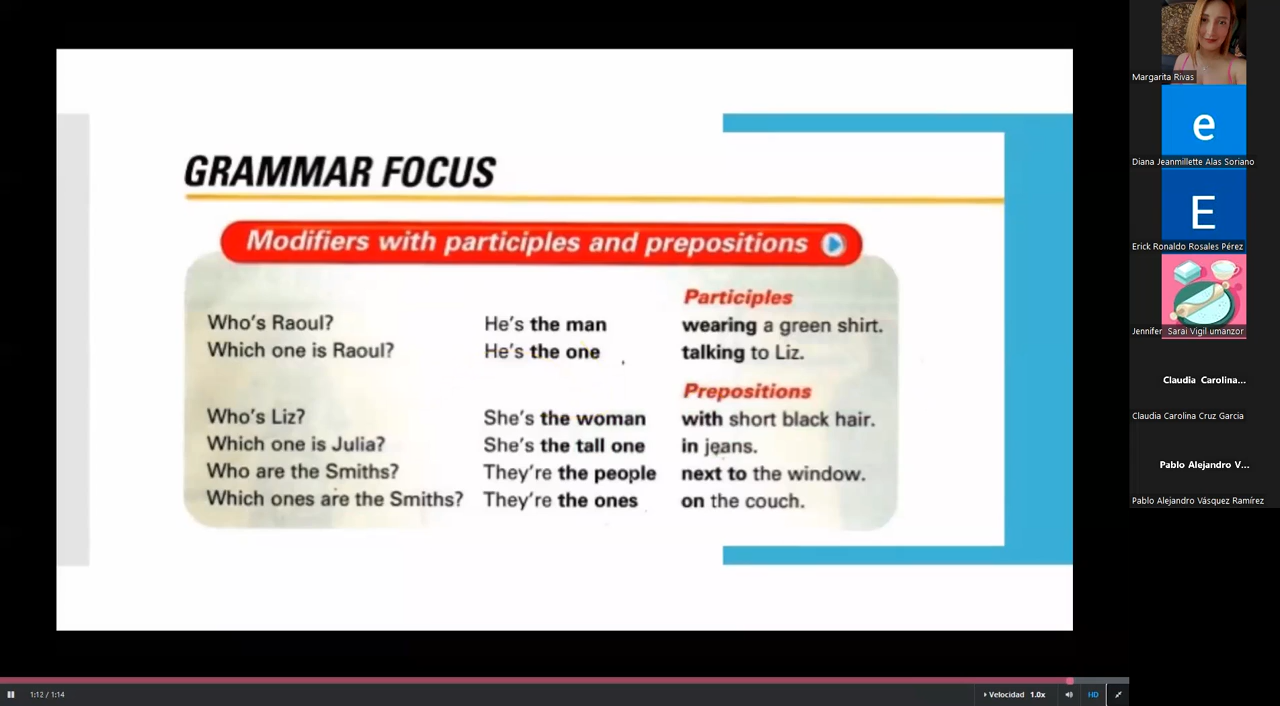 GRAMMAR FOCUS
Modifiers with participles and prepositions
Participles
Who's Raoul? He's the man wearing a green shirt.
Which one is Raoul? He's the one talking to Liz.
Prepositions
Who's Liz? She's the woman with short black hair.
Which one is Julia? She's the tall one in jeans.
Who are the Smiths? They're the people next to the window.
Which ones are the Smiths? They're the ones on the couch.
Margarita Rivas
e
Diana Jeanmillette Alas Soriano
E
Erick Ronaldo Rosales Pérez
Jennifer Sarai Vigil umanzor
Claudia Carolina...
Claudia Carolina Cruz Garcia
Pablo Alejandro V...
Pablo Alejandro Vásquez Ramírez
1:12 / 1:14
Velocidad 1.0x
HD